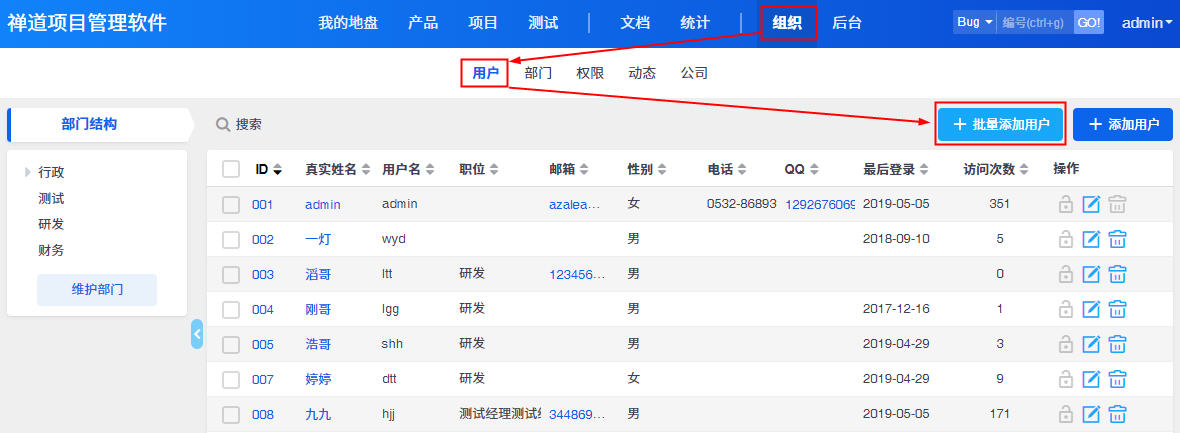 禅道项目管理软件 我的地盘 产品 项目 测试 文档 统计 组织 后台 Bug 编号(ctrl+g) GO! admin
用户 部门 权限 动态 公司
部门结构 搜索 批量添加用户 添加用户
行政
测试
研发
财务
维护部门
ID 真实姓名 用户名 职位 邮箱 性别 电话 QQ 最后登录 访问次数 操作
001 admin admin azalea... 女 0532-86893 1292676069 2019-05-05 351
002 一灯 wyd 男 2018-09-10 5
003 滔哥 ltt 研发 123456... 男 0
004 刚哥 lgg 研发 男 2017-12-16 1
005 浩哥 shh 研发 男 2019-04-29 3
007 婷婷 dtt 研发 女 2019-04-29 9
008 九九 hjj 测试经理测试 344869... 男 2019-05-05 171